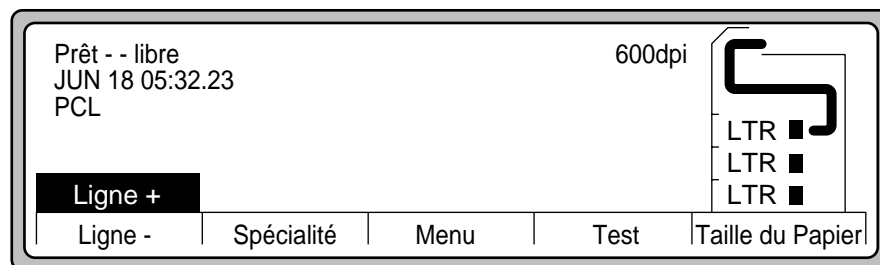 Prêt - - libre 600dpi
JUN 18 05:32.23
PCL
LTR
LTR
Ligne + LTR
Ligne - Spécialité Menu Test Taille du Papier